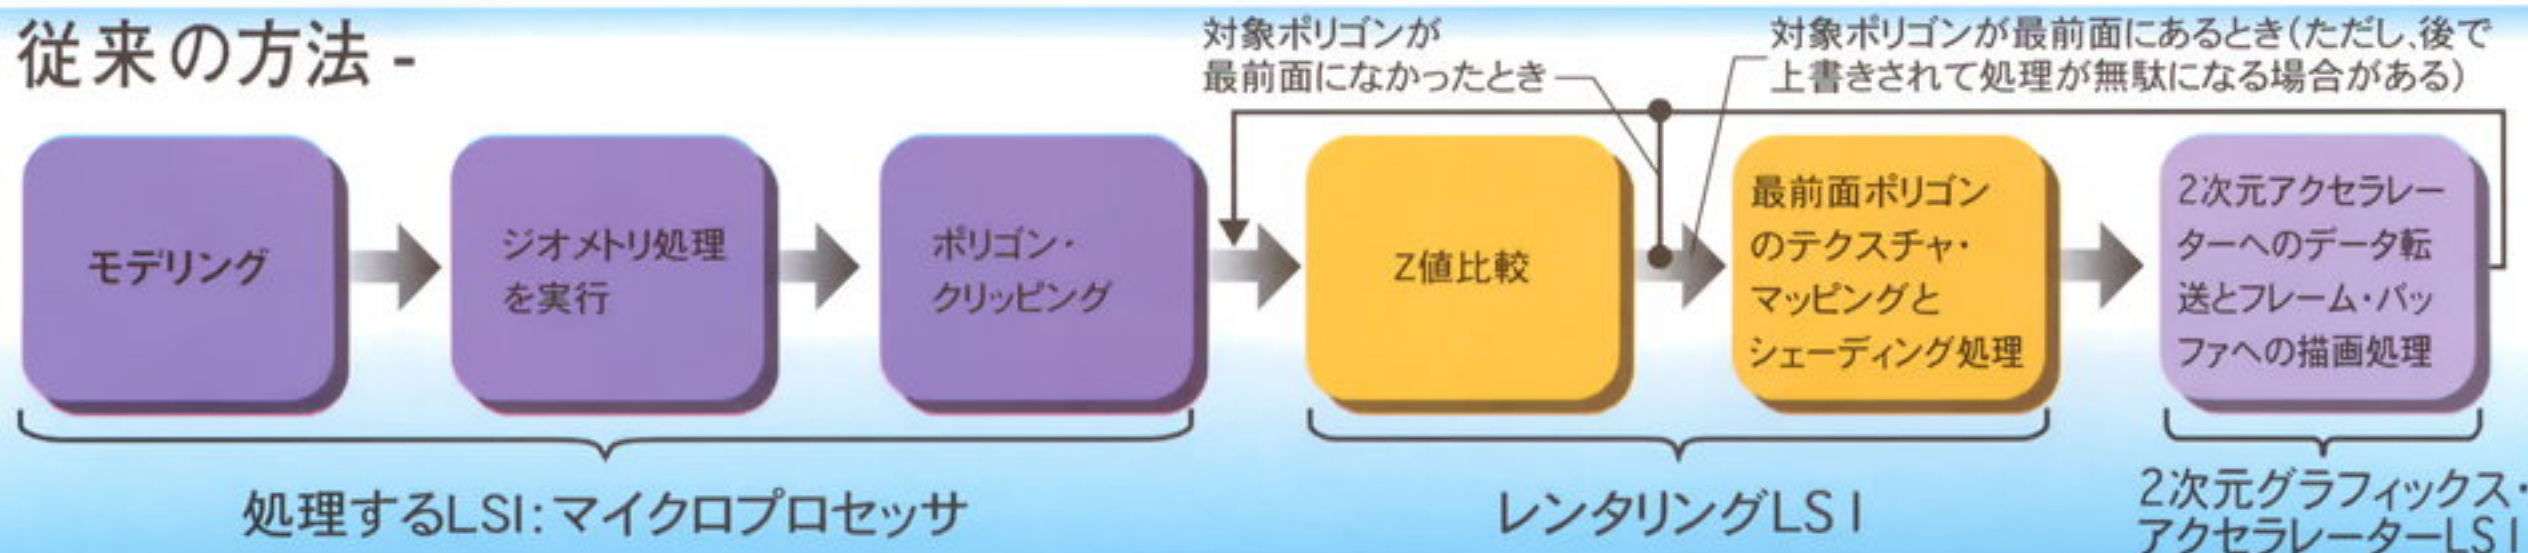 従来の方法 -
対象ポリゴンが
最前面になかったとき
対象ポリゴンが最前面にあるとき(ただし、後で
上書きされて処理が無駄になる場合がある)
モデリング
ジオメトリ処理
を実行
ポリゴン・
クリッピング
Z値比較
最前面ポリゴン
のテクスチャ・
マッピングと
シェーディング処理
2次元アクセラレー
ターへのデータ転
送とフレーム・バッ
ファへの描画処理
処理するLSI:マイクロプロセッサ
レンタリングLSI
2次元グラフィックス・
アクセラレーターLSI